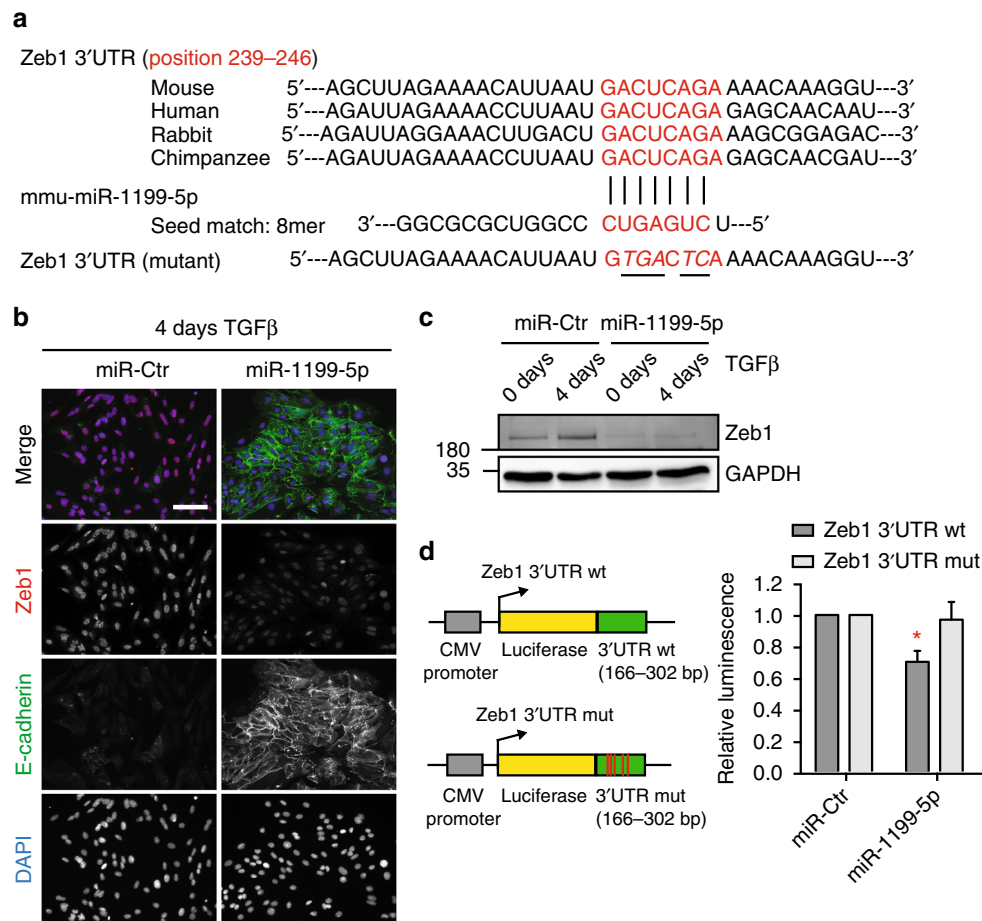 a
Zeb1 3′UTR (position 239–246)
Mouse 5′---AGCUUAGAAAACAUUAAU GACUCAGA AAACAAAGGU---3′
Human 5′---AGAUUAGAAAACCUUAAU GACUCAGA GAGCAACAAU---3′
Rabbit 5′---AGAUUAGGAAACUUGACU GACUCAGA AAGCGGAGAC---3′
Chimpanzee 5′---AGAUUAGAAAACCUUAAU GACUCAGA GAGCAACGAU---3′
mmu-miR-1199-5p
Seed match: 8mer 3′---GGCGCGCUGGCC CUGAGUC U---5′
Zeb1 3′UTR (mutant) 5′---AGCUUAGAAAACAUUAAU GTGACTCA AAACAAAGGU---3′
b
4 days TGFβ
miR-Ctr miR-1199-5p
Merge
Zeb1
E-cadherin
DAPI
c
miR-Ctr miR-1199-5p
0 days 4 days 0 days 4 days TGFβ
Zeb1
180
35
GAPDH
d
Zeb1 3′UTR wt
CMV promoter Luciferase 3′UTR wt
(166–302 bp)
Zeb1 3′UTR mut
CMV promoter Luciferase 3′UTR mut
(166–302 bp)
Zeb1 3′UTR wt
Zeb1 3′UTR mut
Relative luminescence
1.2
1.0
0.8
0.6
0.4
0.2
0.0
*
miR-Ctr
miR-1199-5p